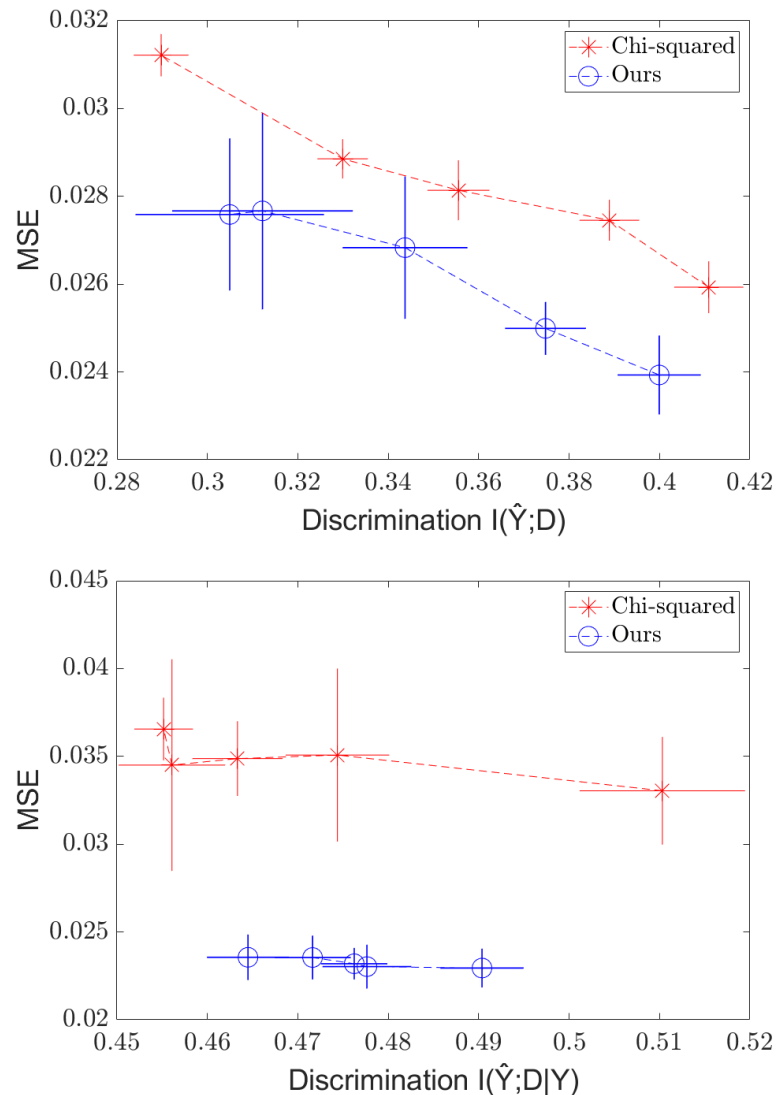 0.032
0.03
0.028
0.026
0.024
0.022
MSE
Chi-squared
Ours
0.28 0.3 0.32 0.34 0.36 0.38 0.4 0.42
Discrimination I(Ŷ;D)
0.045
0.04
0.035
0.03
0.025
0.02
MSE
Chi-squared
Ours
0.45 0.46 0.47 0.48 0.49 0.5 0.51 0.52
Discrimination I(Ŷ;D|Y)